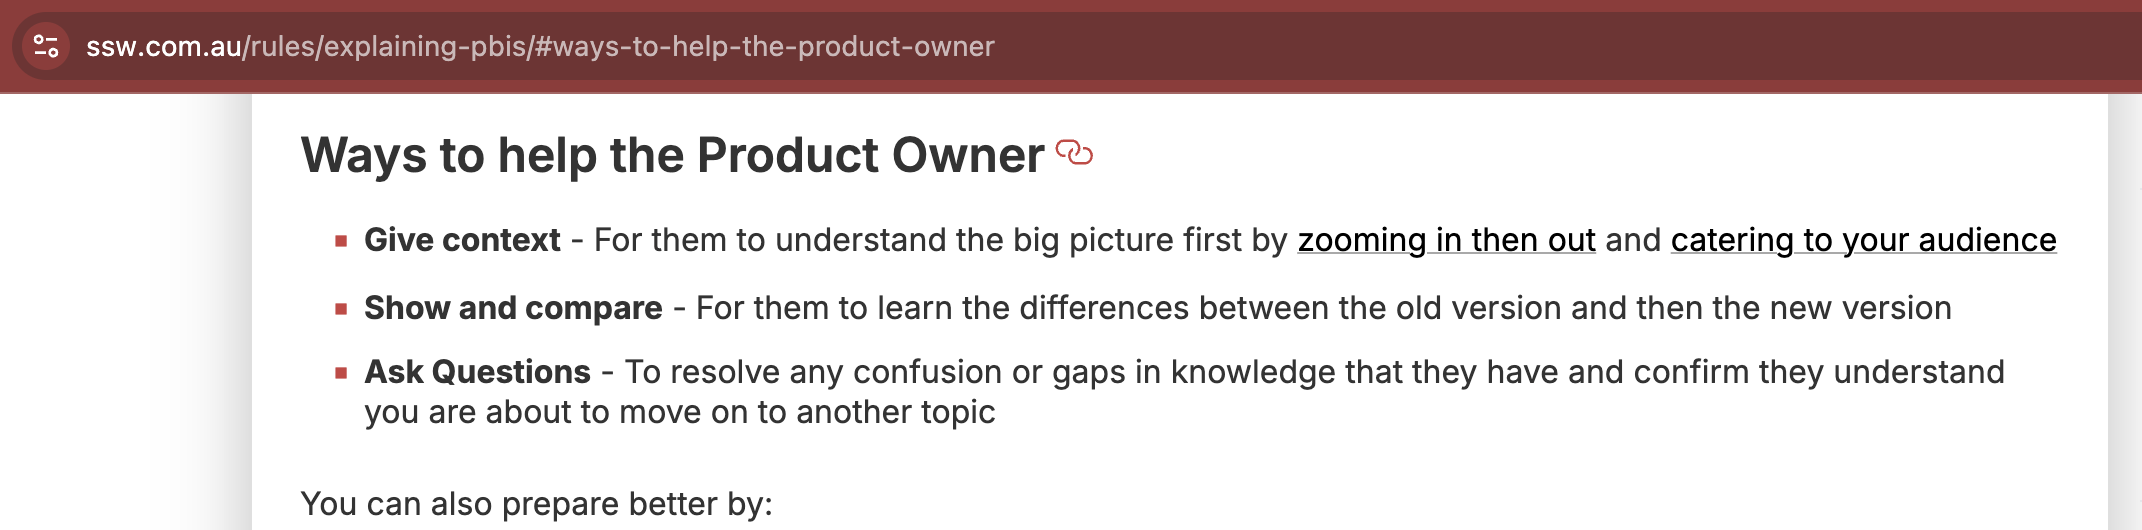 ssw.com.au/rules/explaining-pbis/#ways-to-help-the-product-owner
Ways to help the Product Owner
Give context - For them to understand the big picture first by zooming in then out and catering to your audience
Show and compare - For them to learn the differences between the old version and then the new version
Ask Questions - To resolve any confusion or gaps in knowledge that they have and confirm they understand
you are about to move on to another topic
You can also prepare better by: